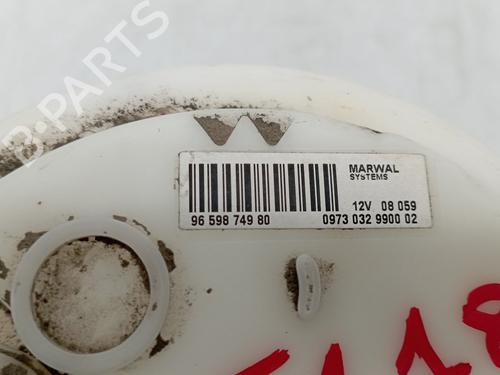 B-PARTS
MARWAL
SYSTEMS
12V 08 059
96 598 749 80 0973 032 9900 02